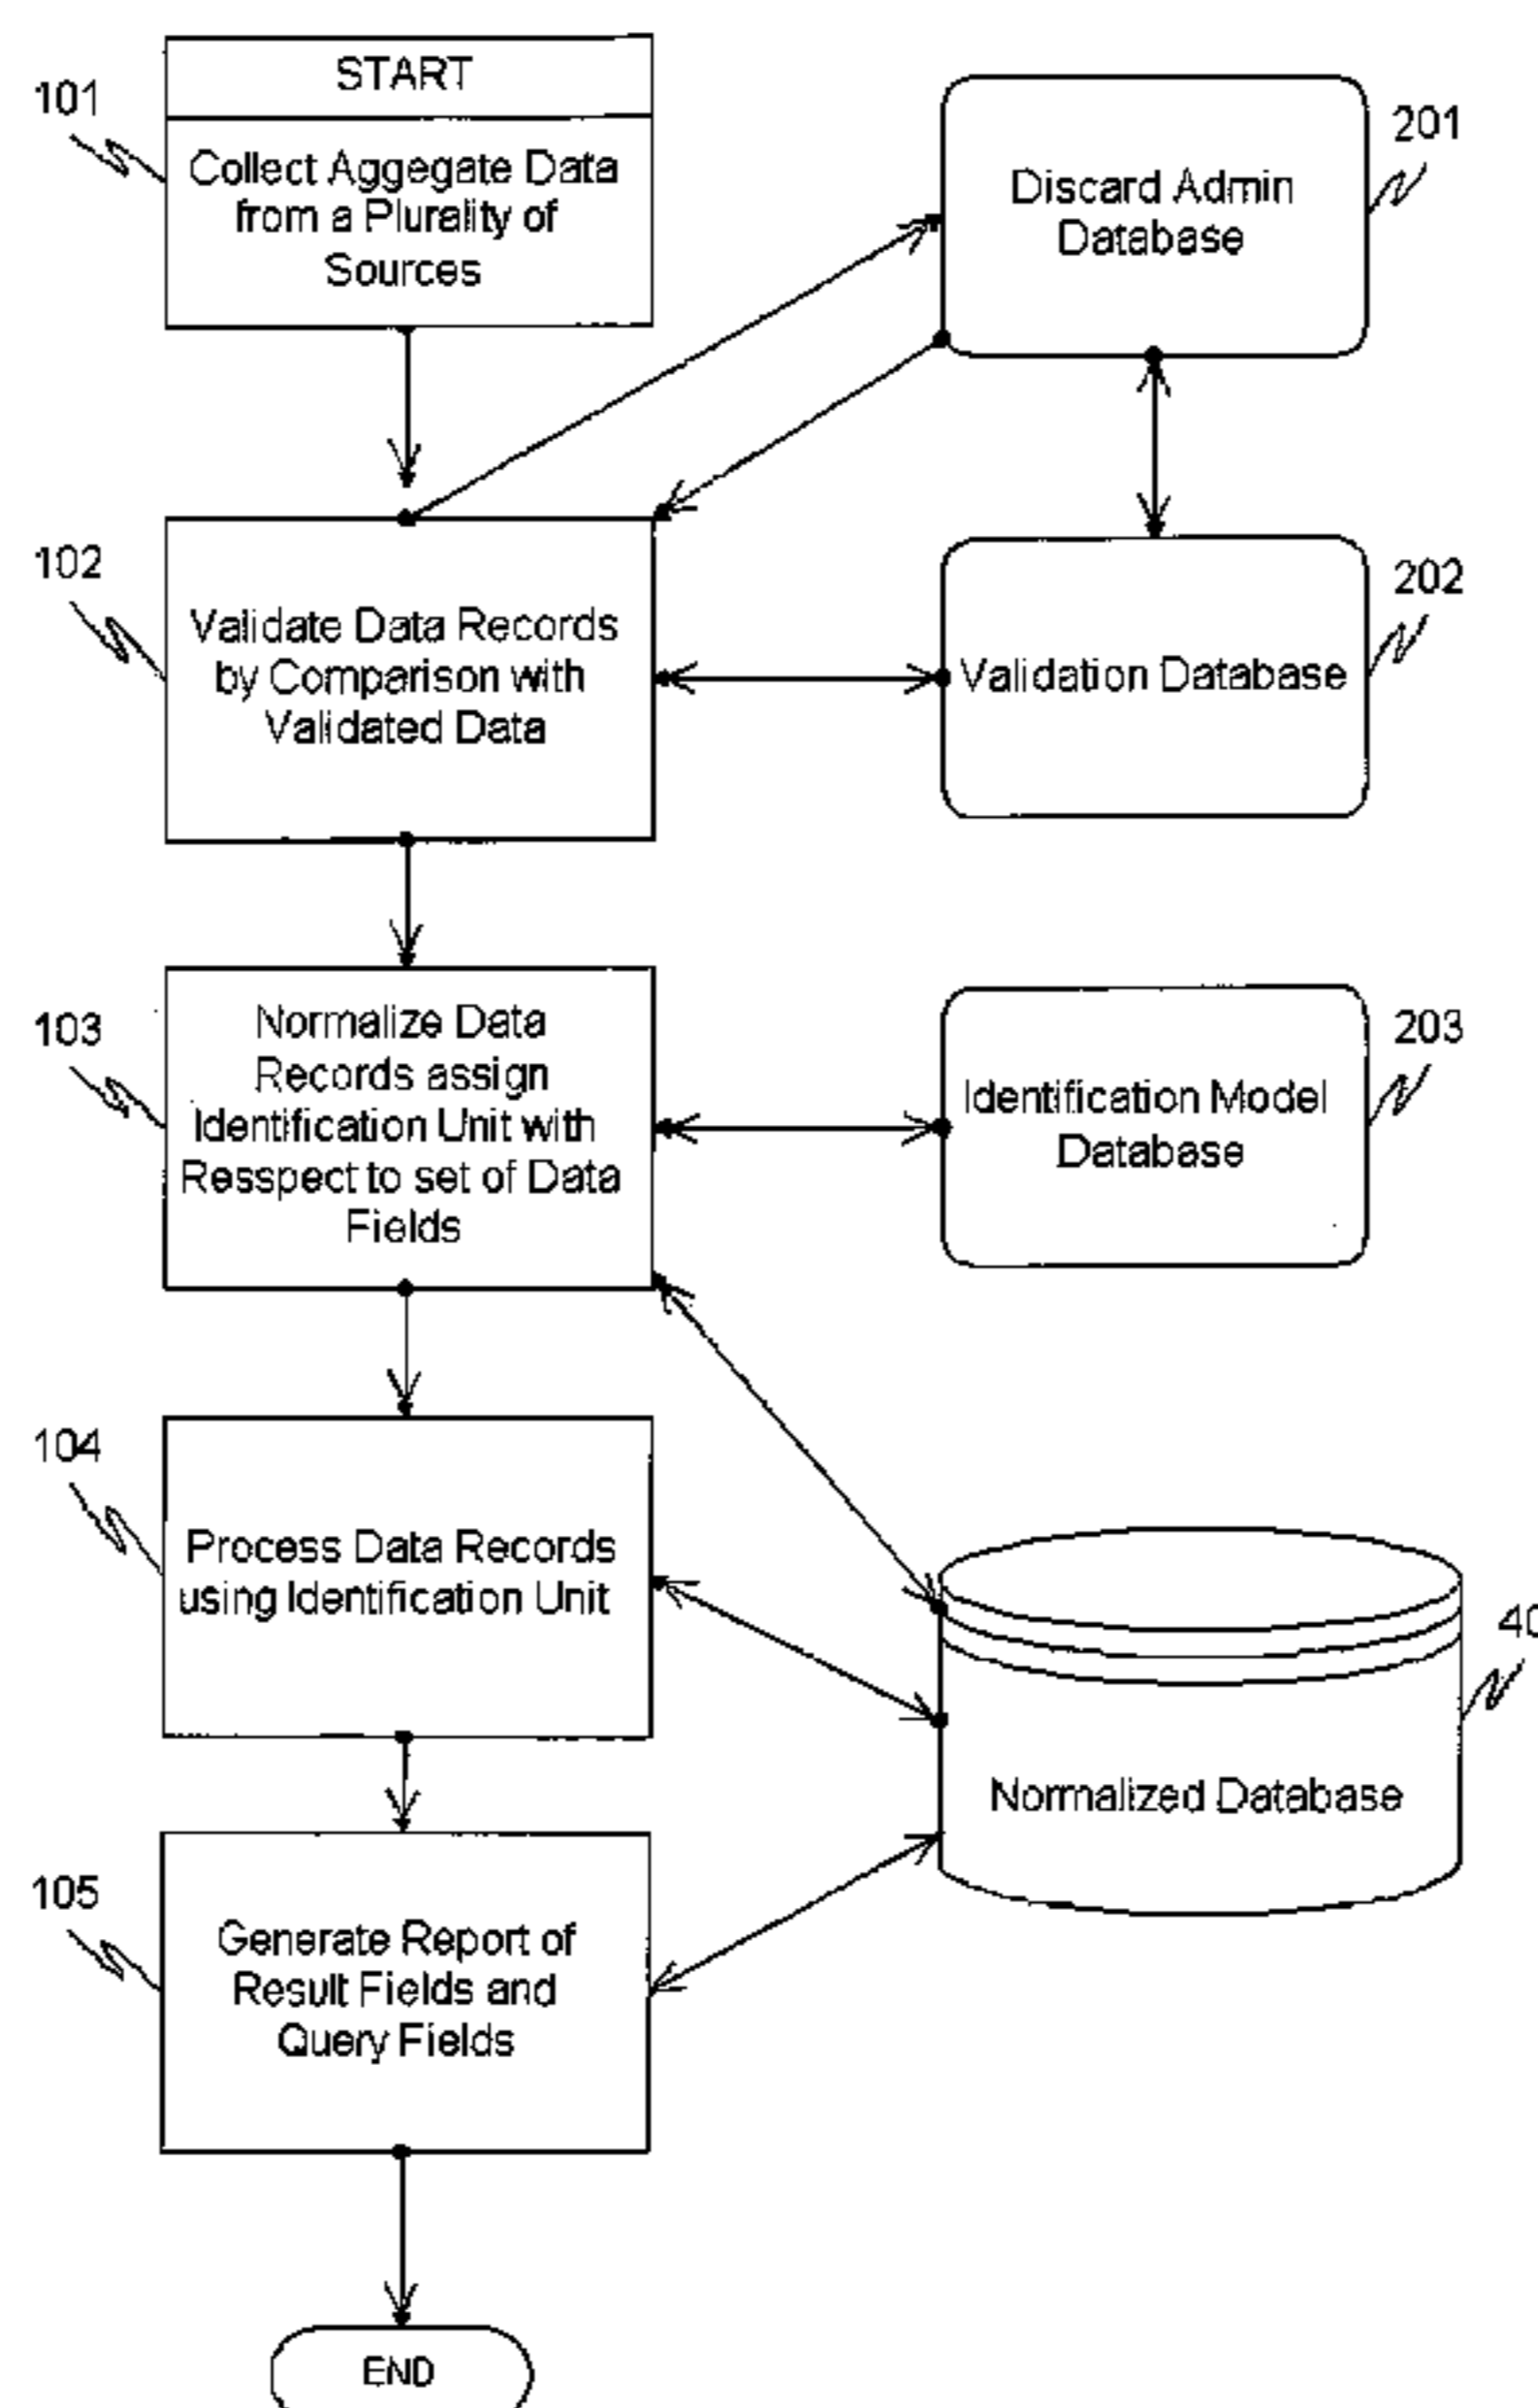 START
101
Collect Aggegate Data
from a Plurality of
Sources
Discard Admin
Database
201
102
Validate Data Records
by Comparison with
Validated Data
Validation Database
202
103
Normalize Data
Records assign
Identification Unit with
Resspect to set of Data
Fields
Identification Model
Database
203
104
Process Data Records
using Identification Unit
Normalized Database
105
Generate Report of
Result Fields and
Query Fields
END